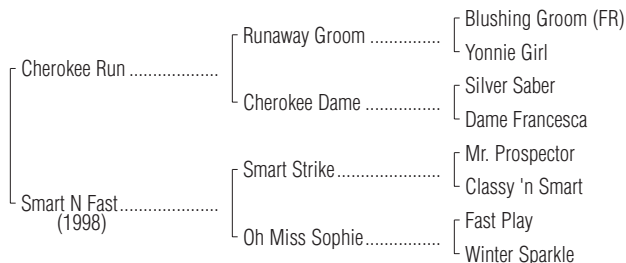 Blushing Groom (FR)
Runaway Groom ...............
Yonnie Girl
Cherokee Run ...................
Silver Saber
Cherokee Dame ................
Dame Francesca
Mr. Prospector
Smart Strike......................
Classy 'n Smart
Smart N Fast.....................
(1998)
Fast Play
Oh Miss Sophie................
Winter Sparkle